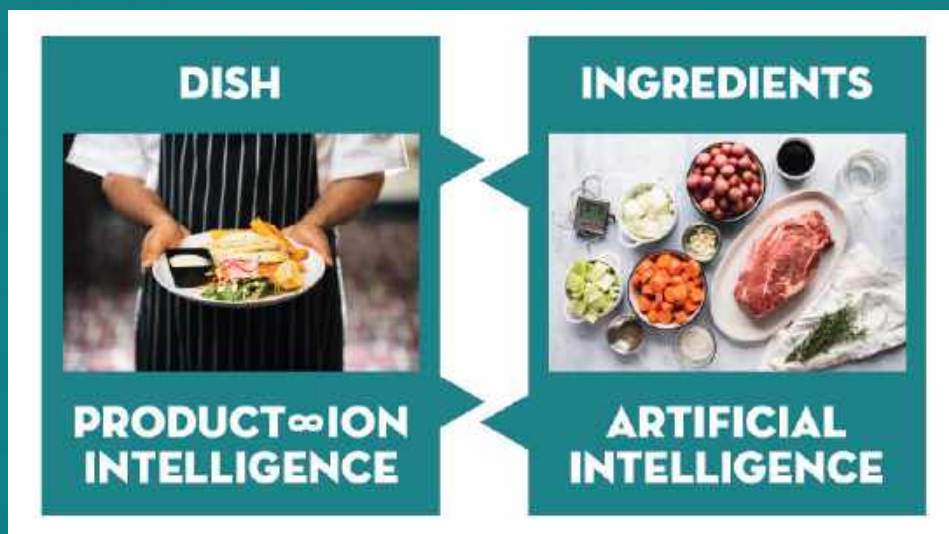 DISH
PRODUCT∞ION
INTELLIGENCE
INGREDIENTS
ARTIFICIAL
INTELLIGENCE